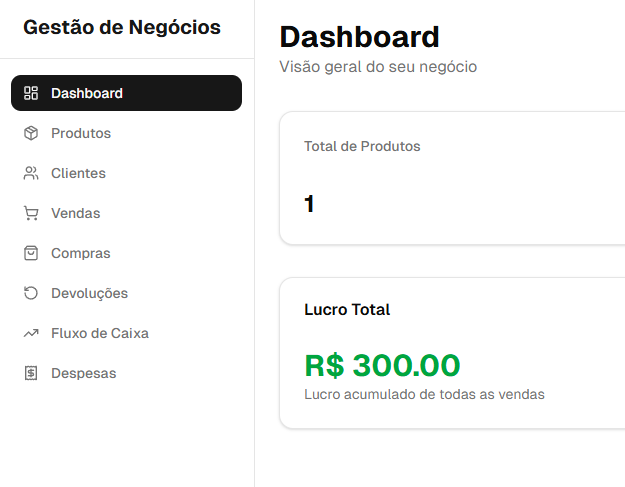 Gestão de Negócios
Dashboard
Produtos
Clientes
Vendas
Compras
Devoluções
Fluxo de Caixa
Despesas
Dashboard
Visão geral do seu negócio
Total de Produtos
1
Lucro Total
R$ 300.00
Lucro acumulado de todas as vendas